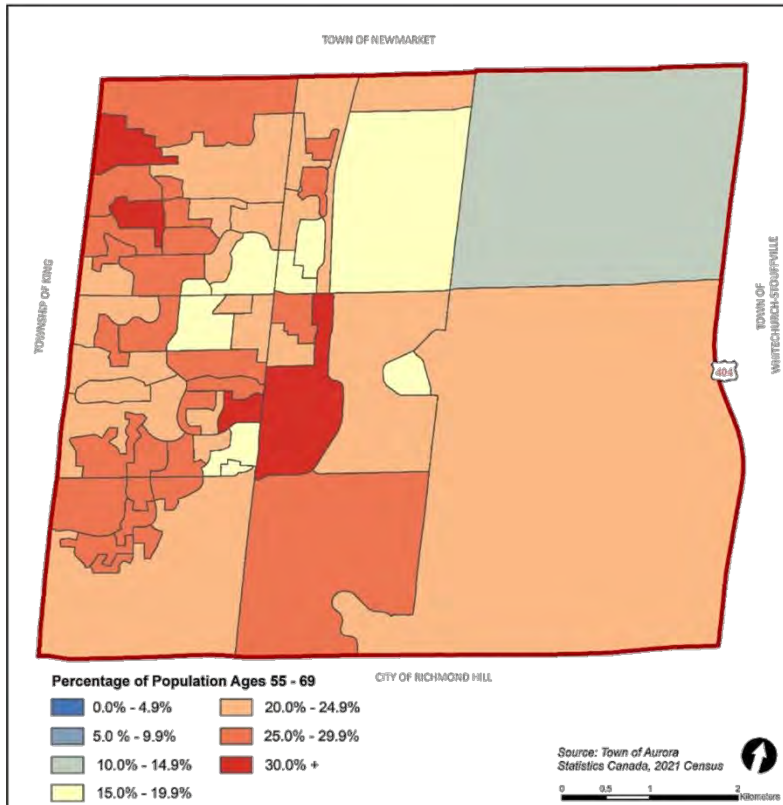 TOWN OF NEWMARKET
TOWNSHIP OF KING
TOWN OF
WHITECHURCH-STOUFFVILLE
404
CITY OF RICHMOND HILL
Percentage of Population Ages 55 - 69
0.0% - 4.9%
5.0 % - 9.9%
10.0% - 14.9%
15.0% - 19.9%
20.0% - 24.9%
25.0% - 29.9%
30.0% +
Source: Town of Aurora
Statistics Canada, 2021 Census
0 0.5 1 2
Kilometers